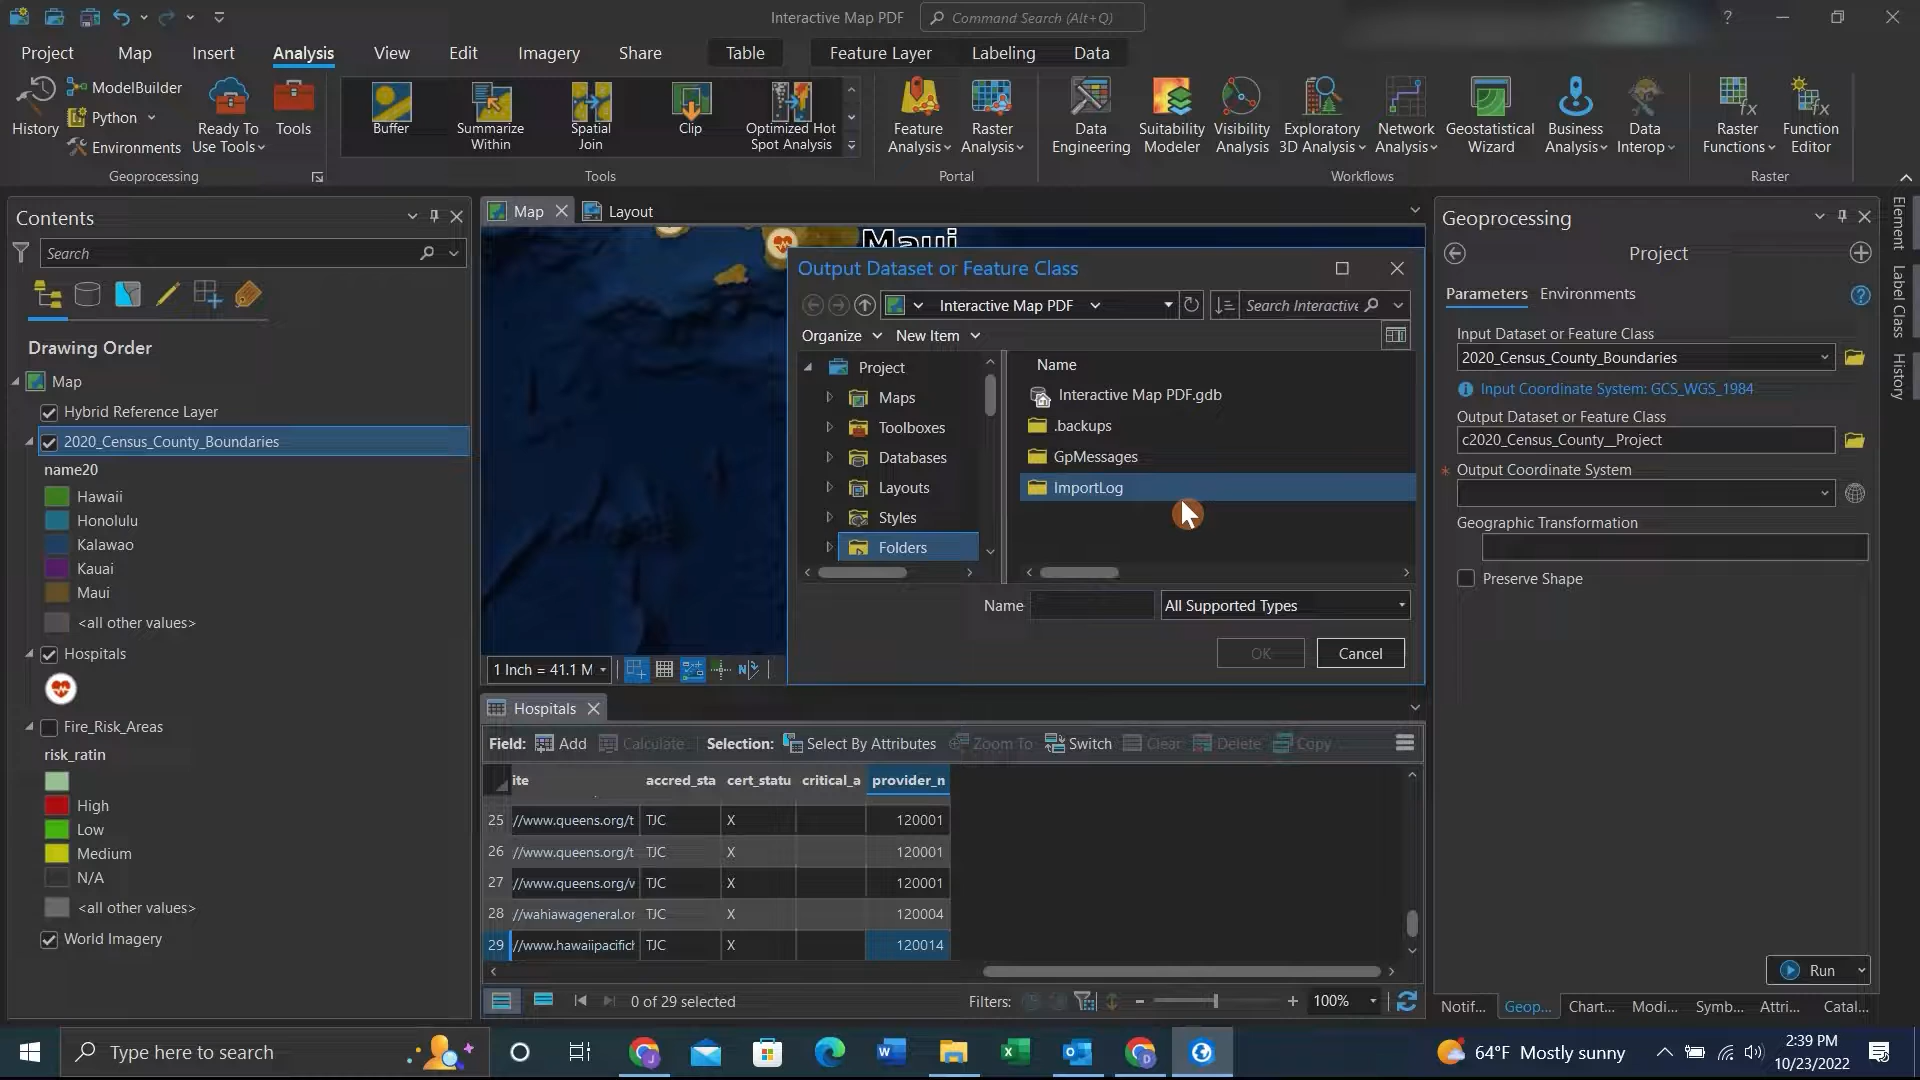 Interactive Map PDF
Command Search (Alt+Q)
?
Project Map Insert Analysis View Edit Imagery Share Table Feature Layer Labeling Data
History
ModelBuilder
Python
Environments
Ready To
Use Tools
Tools
Geoprocessing
Buffer
Summarize
Within
Spatial
Join
Clip
Optimized Hot
Spot Analysis
Tools
Feature
Analysis
Raster
Analysis
Portal
Data
Engineering
Suitability
Modeler
Visibility
Analysis
Exploratory
3D Analysis
Network
Analysis
Geostatistical
Wizard
Business
Analysis
Data
Interop
Workflows
Raster
Functions
Function
Editor
Raster
Contents
Search
Drawing Order
Map
Hybrid Reference Layer
2020_Census_County_Boundaries
name20
Hawaii
Honolulu
Kalawao
Kauai
Maui
<all other values>
Hospitals
Fire_Risk_Areas
risk_ratin
High
Low
Medium
N/A
<all other values>
World Imagery
Map Layout
Maui
1 Inch = 41.1 M
Output Dataset or Feature Class
Interactive Map PDF
Search Interactive
Organize New Item
Project
Maps
Toolboxes
Databases
Layouts
Styles
Folders
Name
Interactive Map PDF.gdb
.backups
GpMessages
ImportLog
Name All Supported Types
OK Cancel
Hospitals
Field: Add Calculate Selection: Select By Attributes Zoom To Switch Clear Delete Copy
ite accred_sta cert_statu critical_a provider_n
25 //www.queens.org/t TJC X 120001
26 //www.queens.org/t TJC X 120001
27 //www.queens.org/v TJC X 120001
28 //wahiawageneral.or TJC X 120004
29 //www.hawaiipacifich TJC X 120014
0 of 29 selected Filters: 100%
Geoprocessing
Project
Parameters Environments
Input Dataset or Feature Class
2020_Census_County_Boundaries
Input Coordinate System: GCS_WGS_1984
Output Dataset or Feature Class
c2020_Census_County__Project
* Output Coordinate System
Geographic Transformation
Preserve Shape
Run
Notif... Geop... Chart... Modi... Symb... Attri... Catal...
Element
Label Class
History
Type here to search
64°F Mostly sunny
2:39 PM
10/23/2022